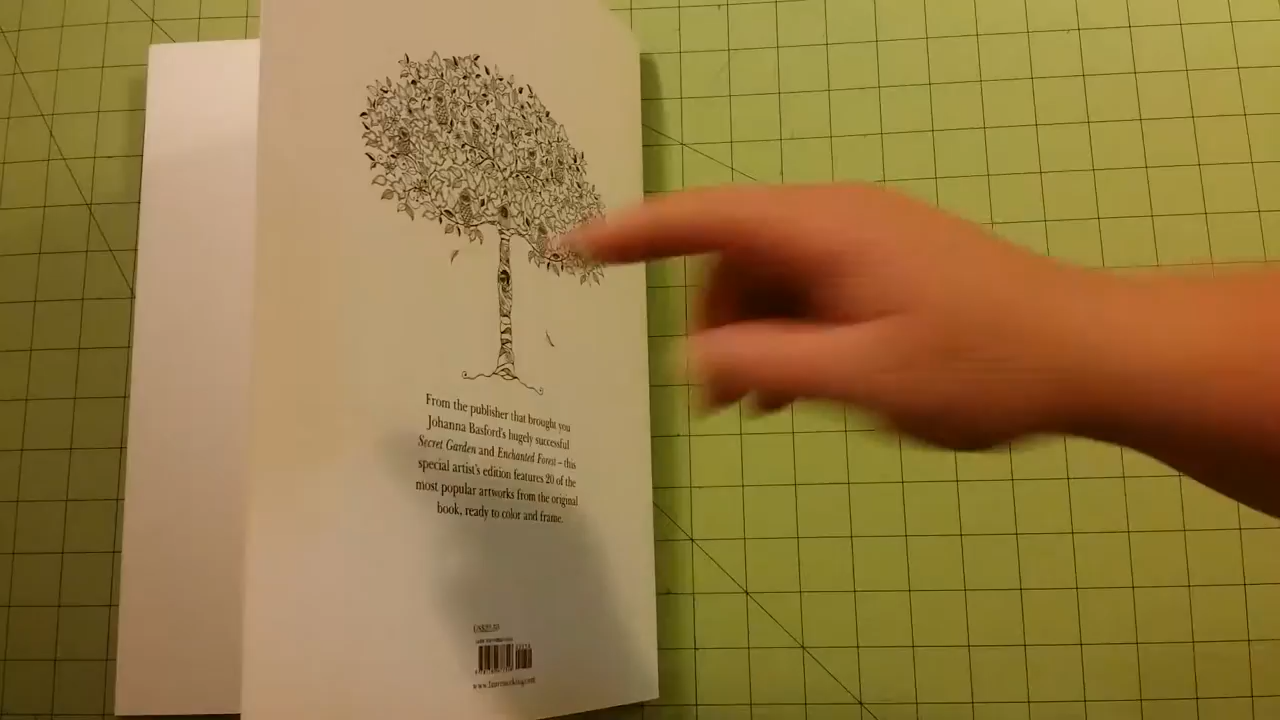 From the publisher that brought you
Johanna Basford's hugely successful
Secret Garden and Enchanted Forest – this
special artist's edition features 20 of the
most popular artworks from the original
book, ready to color and frame.